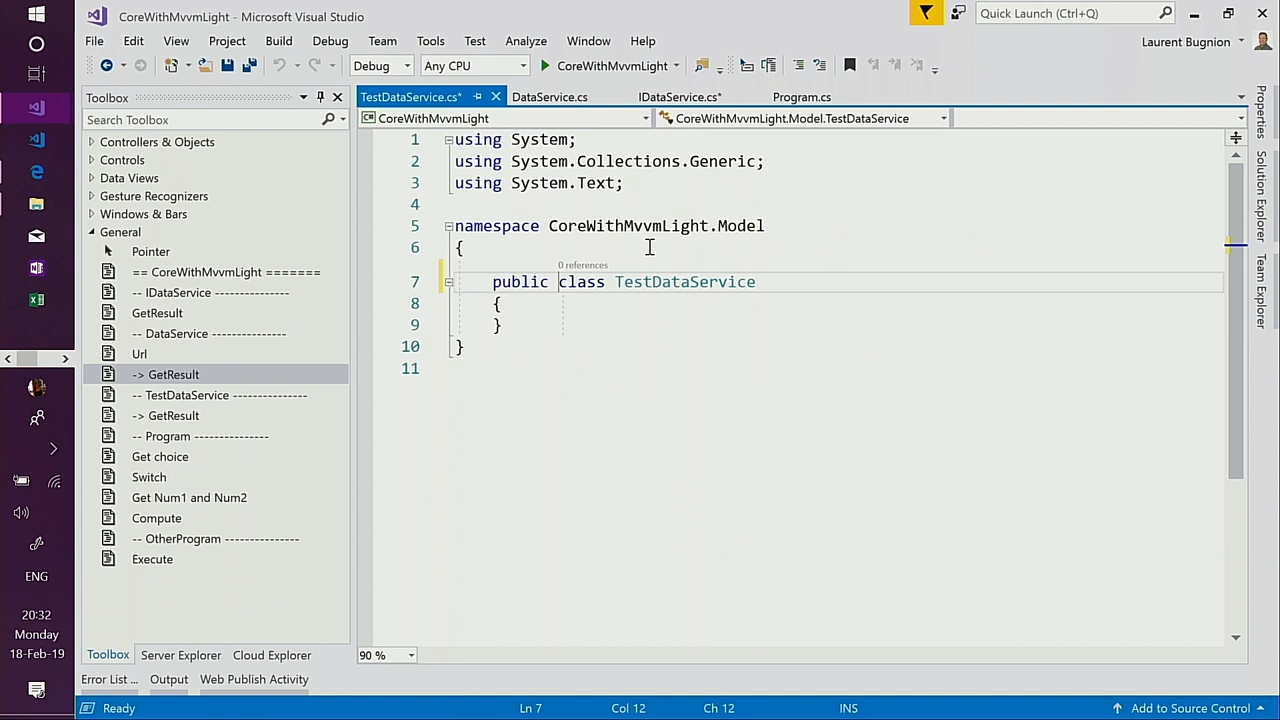 CoreWithMvvmLight - Microsoft Visual Studio
Quick Launch (Ctrl+Q)
File Edit View Project Build Debug Team Tools Test Analyze Window Help
Laurent Bugnion
Debug Any CPU CoreWithMvvmLight
Toolbox
Search Toolbox
Controllers & Objects
Controls
Data Views
Gesture Recognizers
Windows & Bars
General
Pointer
== CoreWithMvvmLight =======
-- IDataService ---------------
GetResult
-- DataService ---------------
Url
-> GetResult
-- TestDataService ---------------
-> GetResult
-- Program ---------------
Get choice
Switch
Get Num1 and Num2
Compute
-- OtherProgram ---------------
Execute
Toolbox Server Explorer Cloud Explorer
TestDataService.cs* DataService.cs IDataService.cs* Program.cs
CoreWithMvvmLight CoreWithMvvmLight.Model.TestDataService
1 using System;
2 using System.Collections.Generic;
3 using System.Text;
4
5 namespace CoreWithMvvmLight.Model
6 {
0 references
7 public class TestDataService
8 {
9 }
10 }
11
90 %
Properties
Solution Explorer
Team Explorer
Error List ... Output Web Publish Activity
Ready Ln 7 Col 12 Ch 12 INS Add to Source Control
ENG
20:32
Monday
18-Feb-19